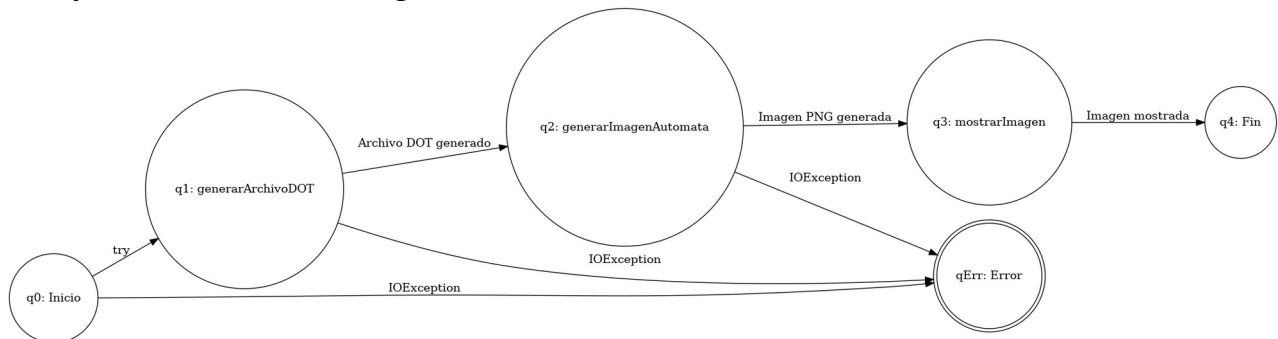 q0: Inicio
try
q1: generarArchivoDOT
Archivo DOT generado
q2: generarImagenAutomata
Imagen PNG generada
q3: mostrarImagen
Imagen mostrada
q4: Fin
IOException
IOException
IOException
qErr: Error